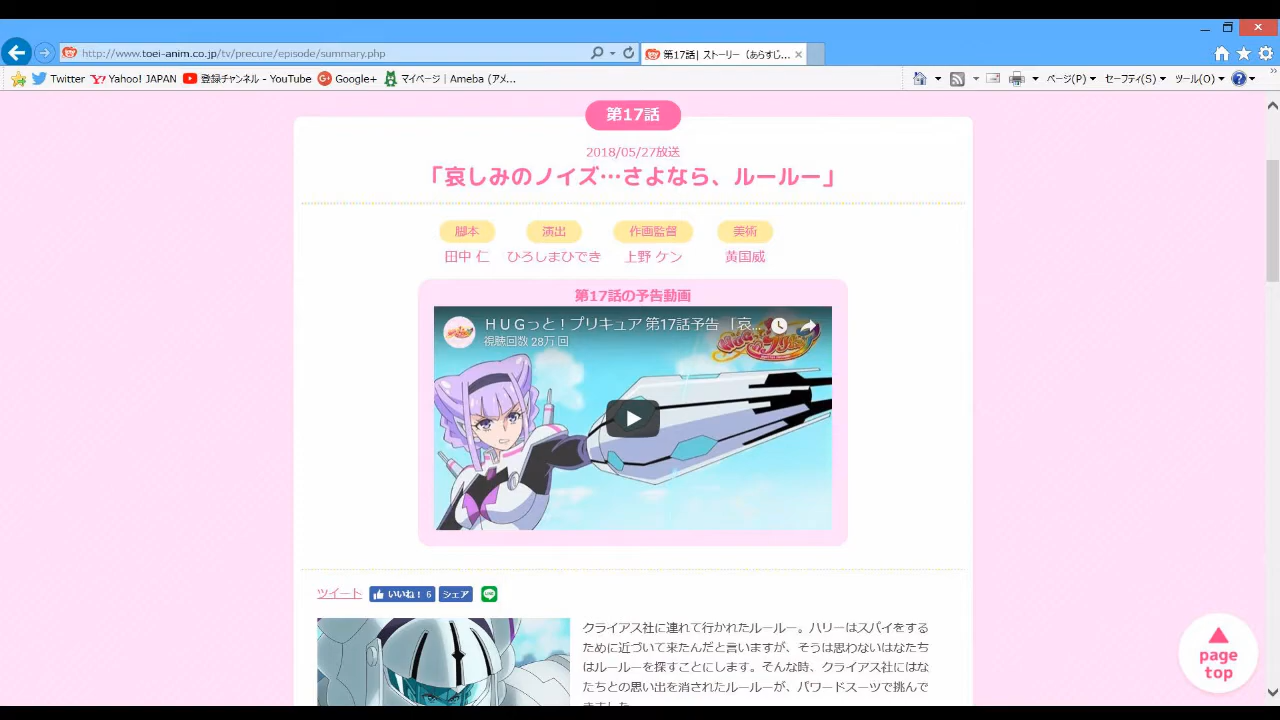 http://www.toei-anim.co.jp/tv/precure/episode/summary.php
第17話| ストーリー（あらすじ...
Twitter Yahoo! JAPAN 登録チャンネル - YouTube Google+ マイページ | Ameba (アメ...
ページ(P) セーフティ(S) ツール(O)
第17話
2018/05/27放送
「哀しみのノイズ…さよなら、ルールー」
脚本 演出 作画監督 美術
田中 仁 ひろしまひでき 上野 ケン 黄国威
第17話の予告動画
ＨＵＧっと！プリキュア 第17話予告 「哀...
視聴回数 28万 回
ツイート いいね！ 6 シェア
クライアス社に連れて行かれたルールー。ハリーはスパイをする
ために近づいて来たんだと言いますが、そうは思わないはなたち
はルールーを探すことにします。そんな時、クライアス社にはな
たちとの思い出を消されたルールーが、パワードスーツで挑んで
きました
page
top